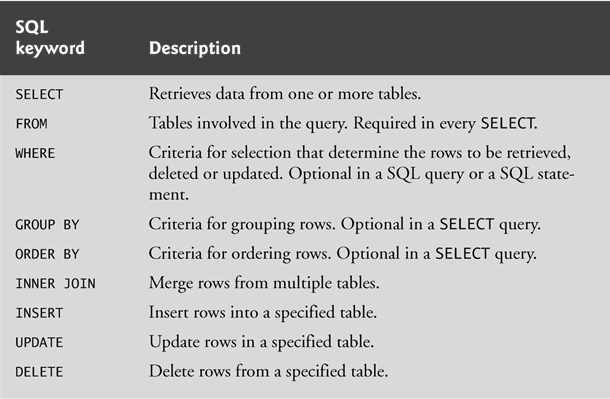 SQL
keyword Description
SELECT Retrieves data from one or more tables.
FROM Tables involved in the query. Required in every SELECT.
WHERE Criteria for selection that determine the rows to be retrieved,
deleted or updated. Optional in a SQL query or a SQL state-
ment.
GROUP BY Criteria for grouping rows. Optional in a SELECT query.
ORDER BY Criteria for ordering rows. Optional in a SELECT query.
INNER JOIN Merge rows from multiple tables.
INSERT Insert rows into a specified table.
UPDATE Update rows in a specified table.
DELETE Delete rows from a specified table.